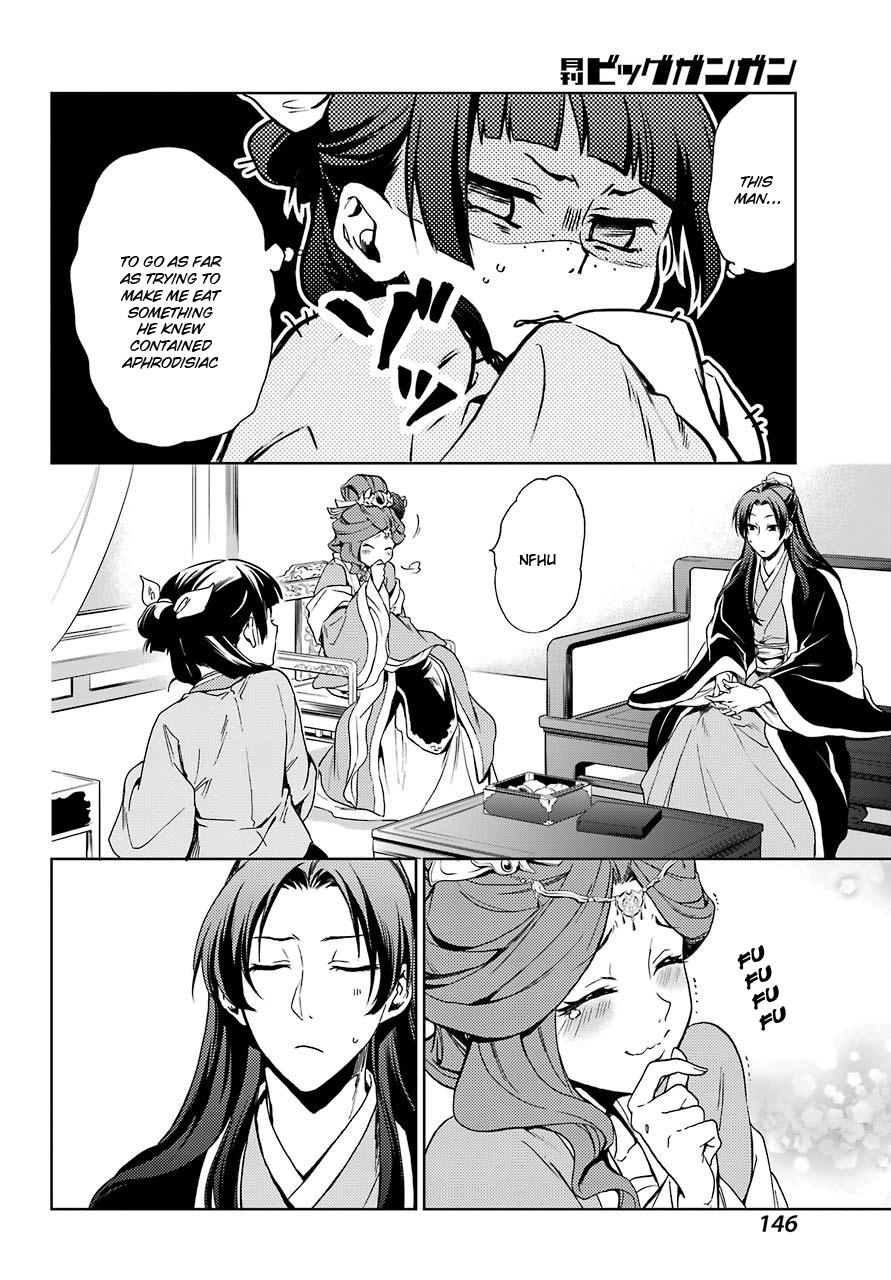 月刊ビッグガンガン
THIS
MAN...
TO GO AS FAR
AS TRYING TO
MAKE ME EAT
SOMETHING
HE KNEW
CONTAINED
APHRODISIAC
NFHU
FU
FU
FU
FU
146